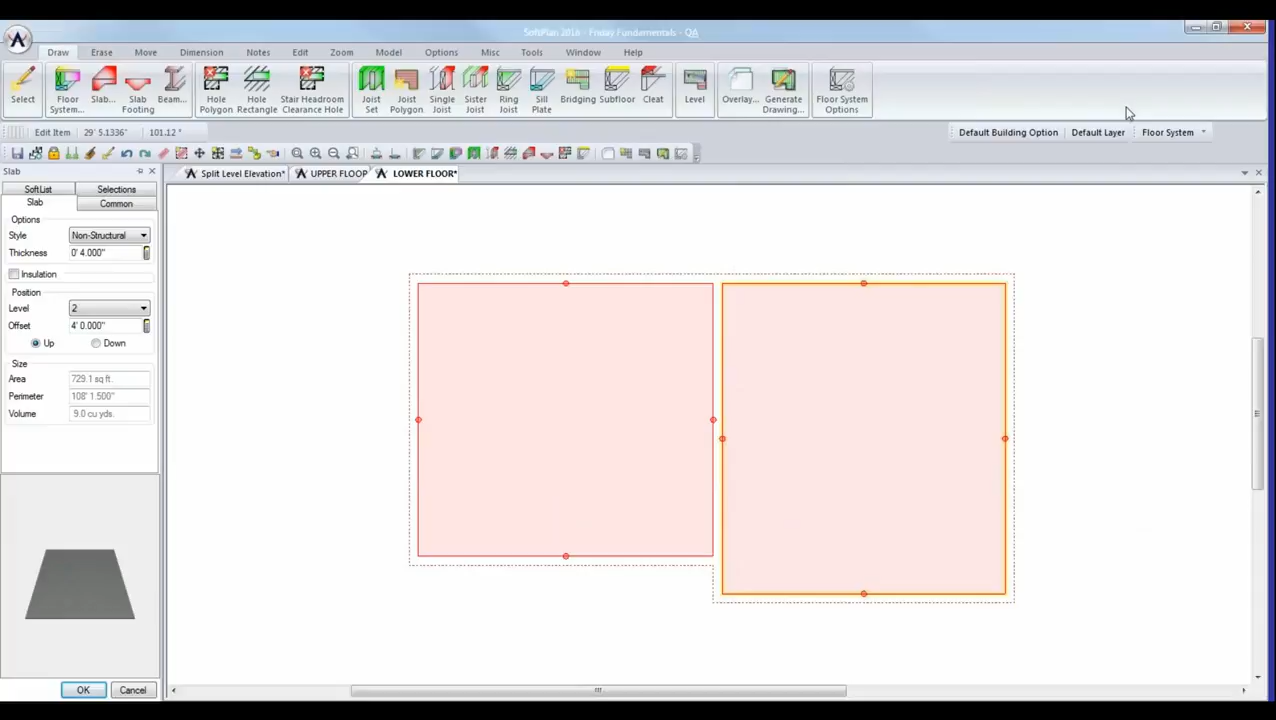 SoftPlan 2016 - Friday Fundamentals - QA
Draw Erase Move Dimension Notes Edit Zoom Model Options Misc Tools Window Help
Select Floor System... Slab... Slab Footing Beam... Hole Polygon Hole Rectangle Stair Headroom Clearance Hole Joist Set Joist Polygon Single Joist Sister Joist Ring Joist Sill Plate Bridging Subfloor Cleat Level Overlay... Generate Drawing... Floor System Options
Edit Item 29' 5.1336" 101.12 ° Default Building Option Default Layer Floor System
Slab
Split Level Elevation* UPPER FLOOR LOWER FLOOR*
SoftList Selections
Slab Common
Options
Style Non-Structural
Thickness 0' 4.000"
Insulation
Position
Level 2
Offset 4' 0.000"
Up Down
Size
Area 729.1 sq ft.
Perimeter 108' 1.500"
Volume 9.0 cu yds.
OK Cancel